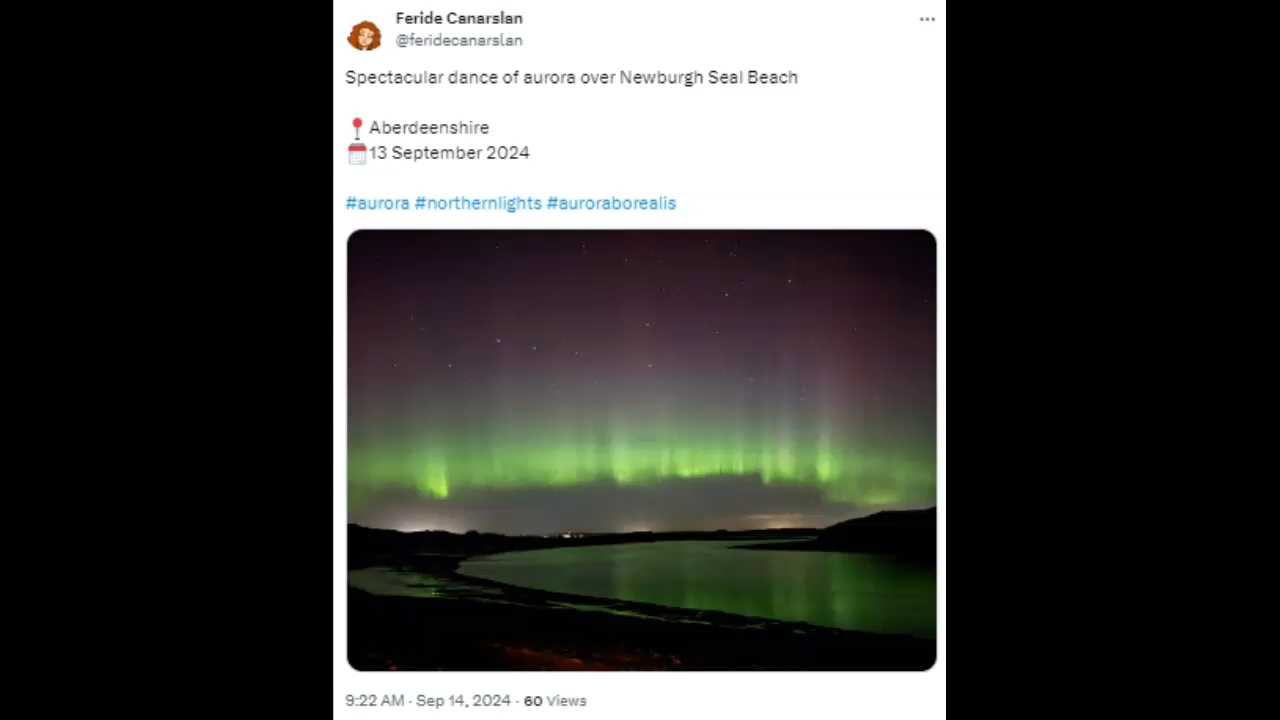 Feride Canarslan
@feridecanarslan
Spectacular dance of aurora over Newburgh Seal Beach
📍Aberdeenshire
📅13 September 2024
#aurora #northernlights #auroraborealis
9:22 AM · Sep 14, 2024 · 60 Views